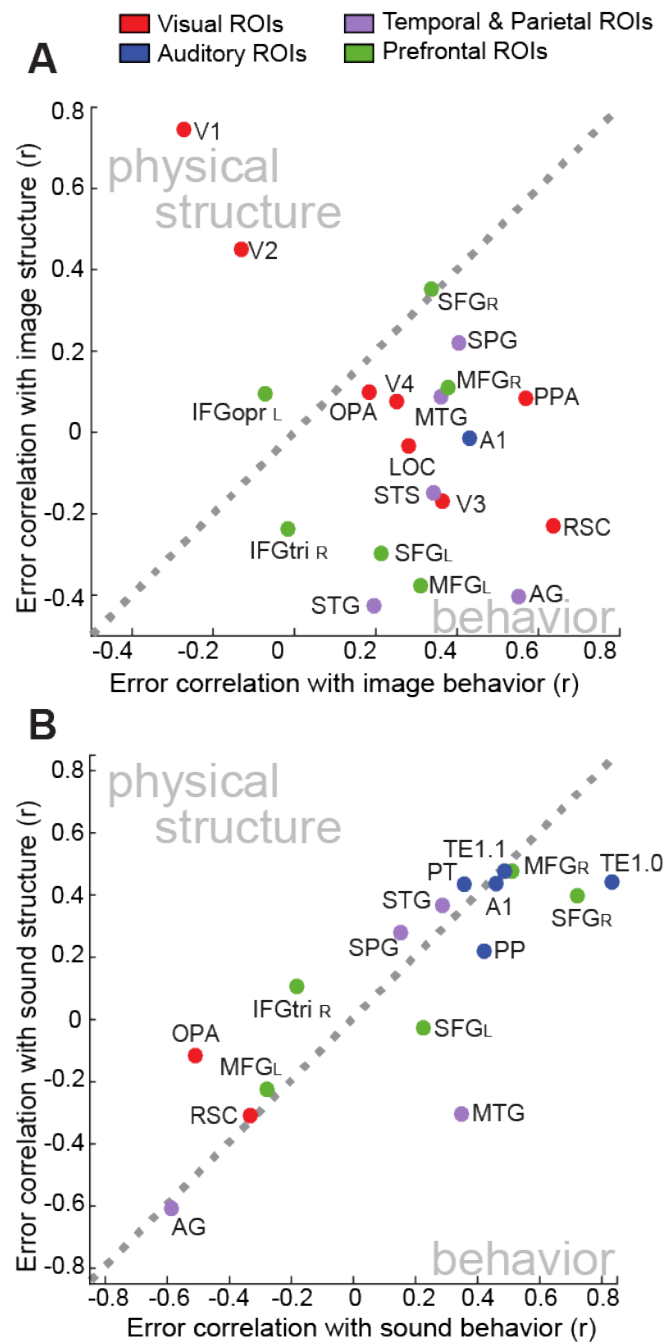 Visual ROIs
Temporal & Parietal ROIs
Auditory ROIs
Prefrontal ROIs
A
0.8
0.6
0.4
0.2
0
-0.2
-0.4
Error correlation with image structure (r)
physical
structure
V1
V2
SFGR
SPG
IFGopr L
OPA
V4
MFGR
MTG
PPA
A1
LOC
STS
V3
RSC
IFGtri R
SFGL
MFGL
STG
AG
behavior
-0.4 -0.2 0 0.2 0.4 0.6 0.8
Error correlation with image behavior (r)
B
0.8
0.6
0.4
0.2
0
-0.2
-0.4
-0.6
-0.8
Error correlation with sound structure (r)
physical
structure
TE1.1
MFGR
TE1.0
PT
STG
A1
SFGR
SPG
PP
IFGtri R
SFGL
OPA
MFGL
RSC
MTG
AG
behavior
-0.8 -0.6 -0.4 -0.2 0 0.2 0.4 0.6 0.8
Error correlation with sound behavior (r)